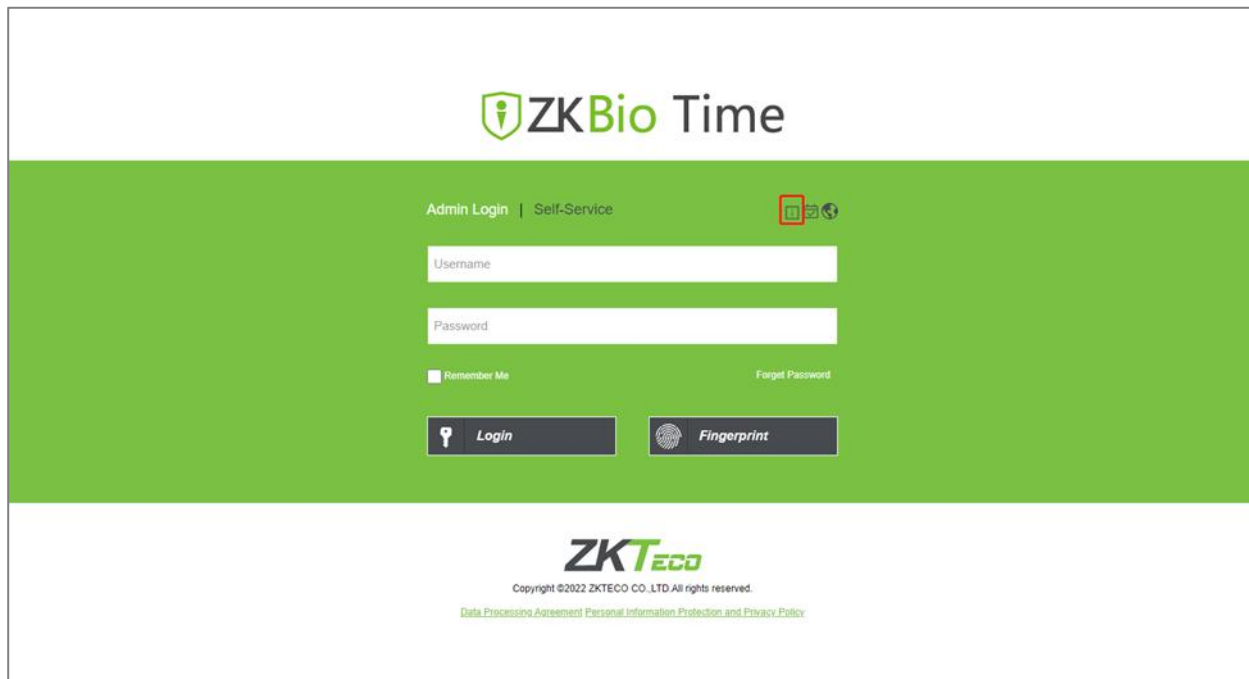 ZKBio Time
Admin Login | Self-Service
Username
Password
Remember Me Forget Password
Login Fingerprint
ZKTECO
Copyright ©2022 ZKTECO CO.,LTD.All rights reserved.
Data Processing Agreement Personal Information Protection and Privacy Policy